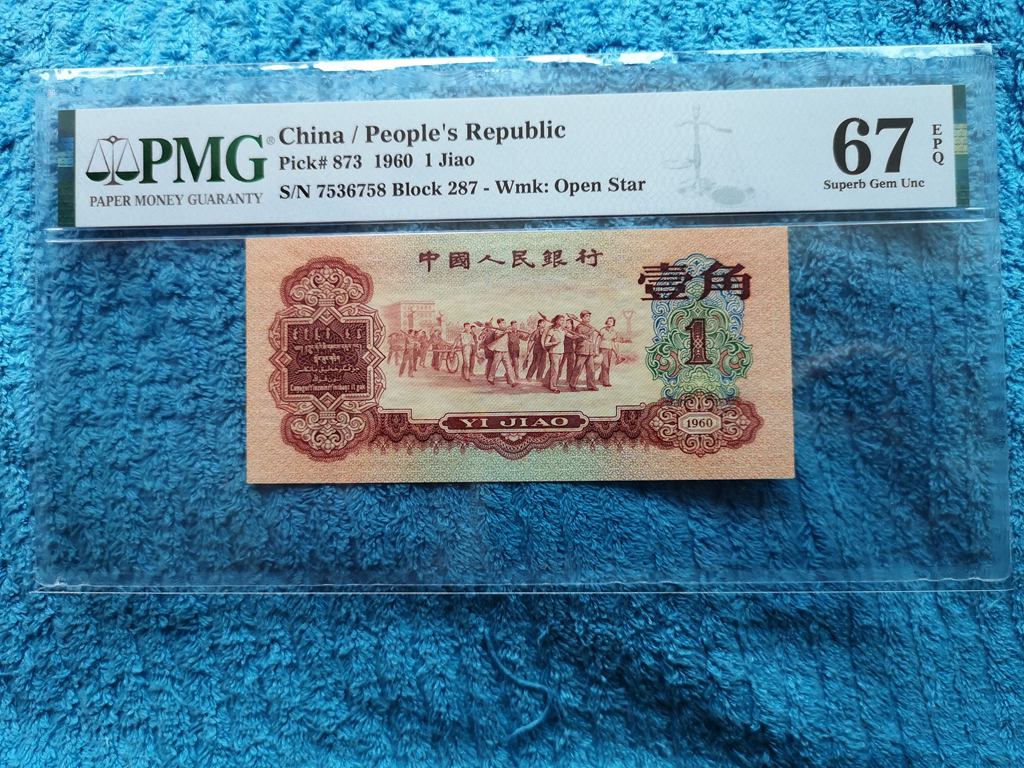 PMG®
PAPER MONEY GUARANTY
China / People's Republic
Pick# 873 1960 1 Jiao
S/N 7536758 Block 287 - Wmk: Open Star
67
EPQ
Superb Gem Unc
中國人民銀行
壹角
1
YI JIAO
1960